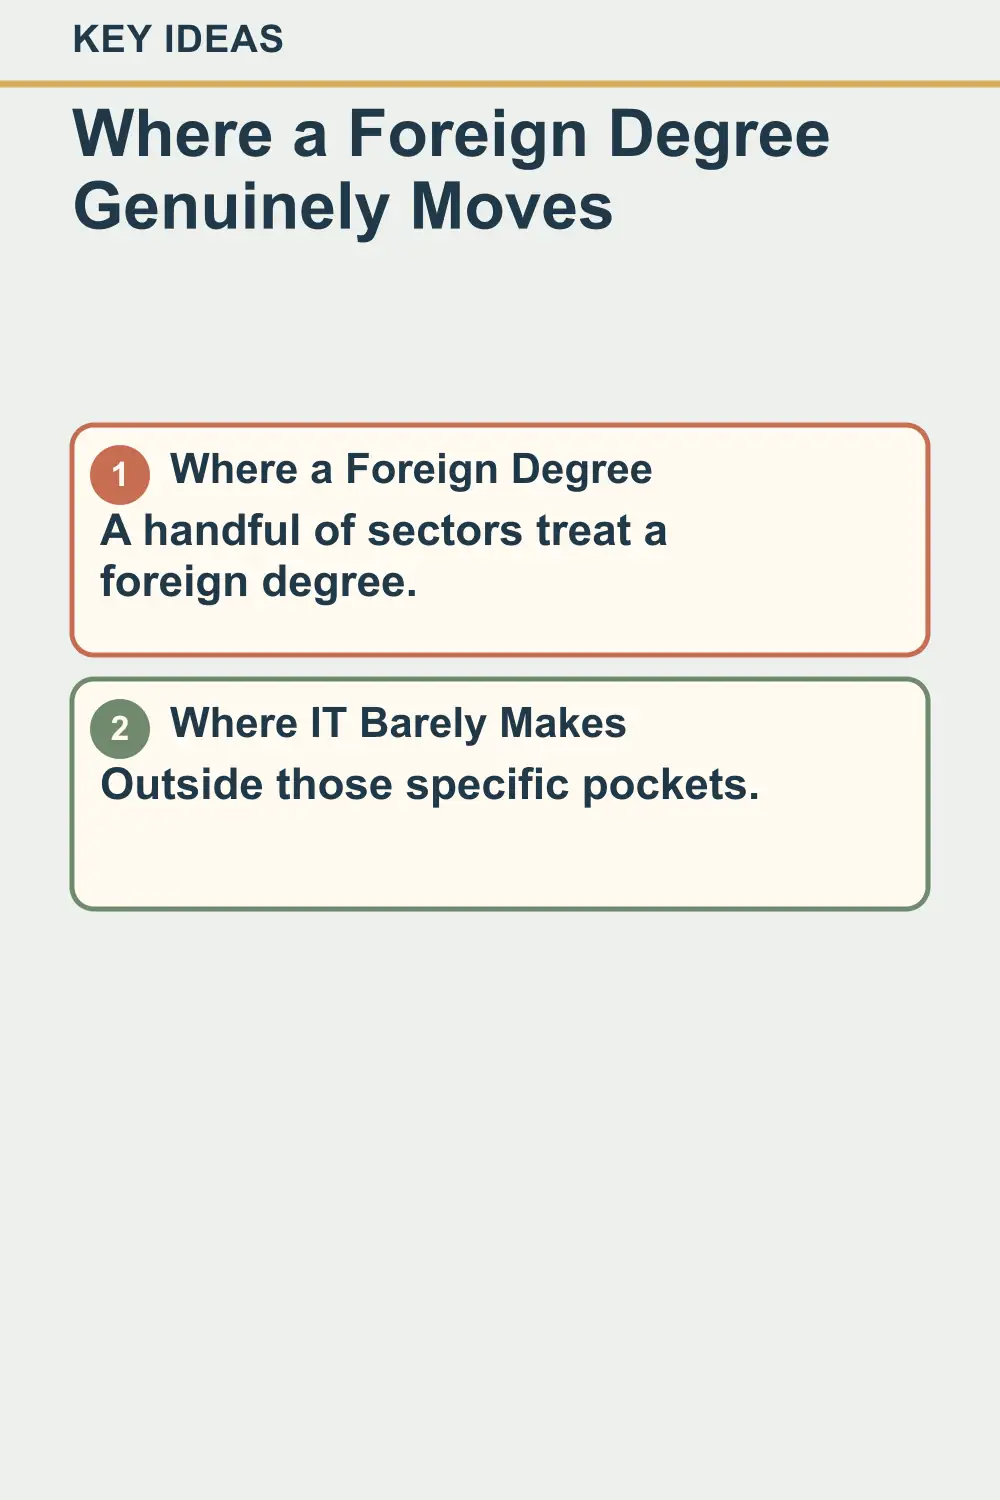 KEY IDEAS
Where a Foreign Degree
Genuinely Moves
1 Where a Foreign Degree
A handful of sectors treat a
foreign degree.
2 Where IT Barely Makes
Outside those specific pockets.